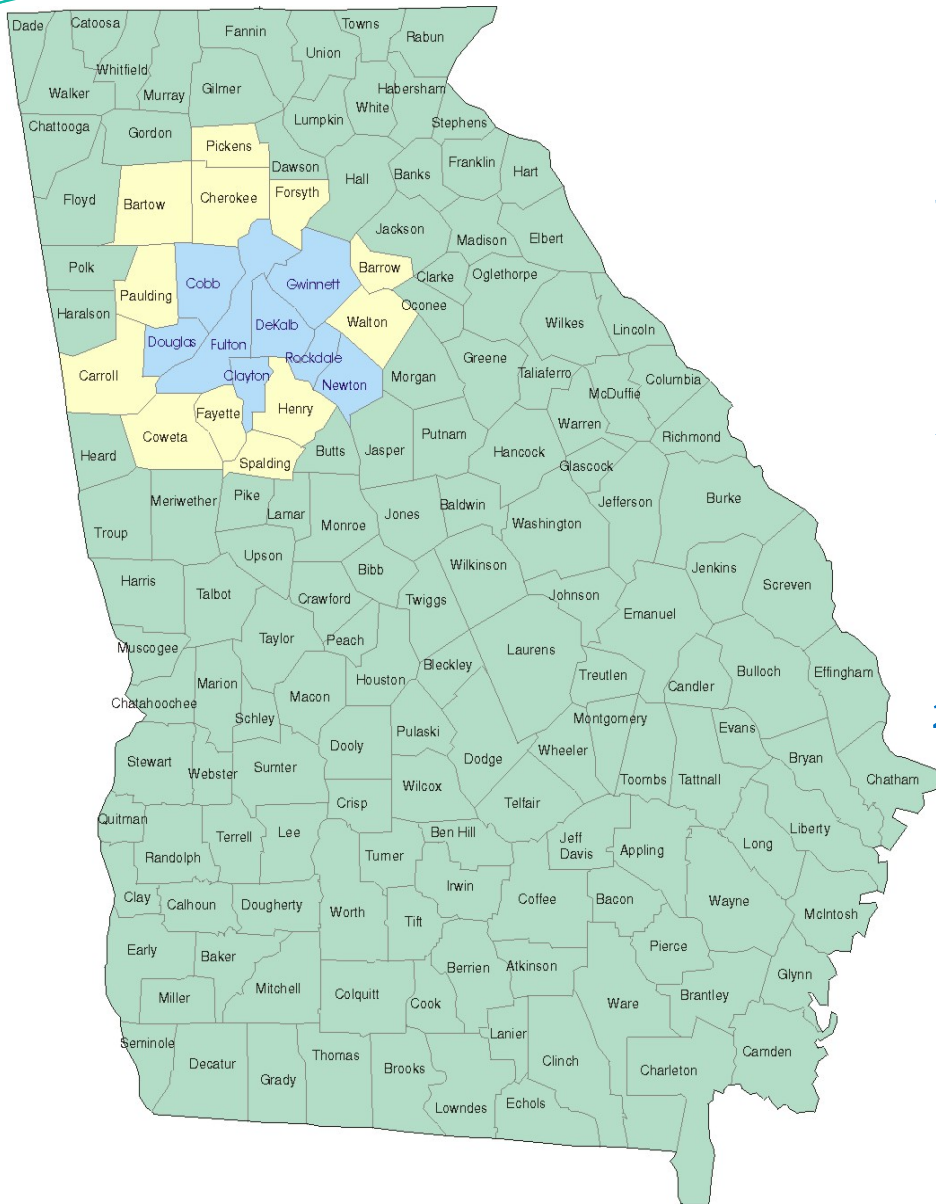 Dade
Catoosa
Fannin
Towns
Rabun
Union
Whitfield
Walker
Murray
Gilmer
Habersham
White
Lumpkin
Stephens
Chattooga
Gordon
Pickens
Dawson
Hall
Banks
Franklin
Hart
Floyd
Bartow
Cherokee
Forsyth
Jackson
Madison
Elbert
Polk
Cobb
Gwinnett
Barrow
Clarke
Oglethorpe
Paulding
Oconee
Haralson
Walton
Wilkes
Lincoln
DeKalb
Douglas
Fulton
Rockdale
Greene
Taliaferro
Carroll
Clayton
Newton
Morgan
Columbia
McDuffie
Fayette
Henry
Warren
Coweta
Putnam
Richmond
Heard
Spalding
Butts
Jasper
Hancock
Glascock
Meriwether
Pike
Lamar
Monroe
Jones
Baldwin
Jefferson
Burke
Troup
Washington
Upson
Wilkinson
Harris
Bibb
Jenkins
Screven
Talbot
Crawford
Twiggs
Johnson
Emanuel
Muscogee
Taylor
Peach
Laurens
Bleckley
Treutlen
Bulloch
Effingham
Marion
Macon
Houston
Candler
Chatahoochee
Schley
Montgomery
Dooly
Pulaski
Evans
Stewart
Webster
Sumter
Dodge
Wheeler
Bryan
Toombs
Tattnall
Chatham
Crisp
Wilcox
Telfair
Quitman
Terrell
Lee
Ben Hill
Liberty
Randolph
Turner
Jeff
Davis
Appling
Long
Irwin
Clay
Calhoun
Dougherty
Worth
Coffee
Bacon
Wayne
McIntosh
Tift
Early
Baker
Pierce
Berrien
Atkinson
Glynn
Miller
Mitchell
Colquitt
Cook
Ware
Brantley
Lanier
Seminole
Decatur
Thomas
Brooks
Clinch
Charleton
Camden
Grady
Lowndes
Echols